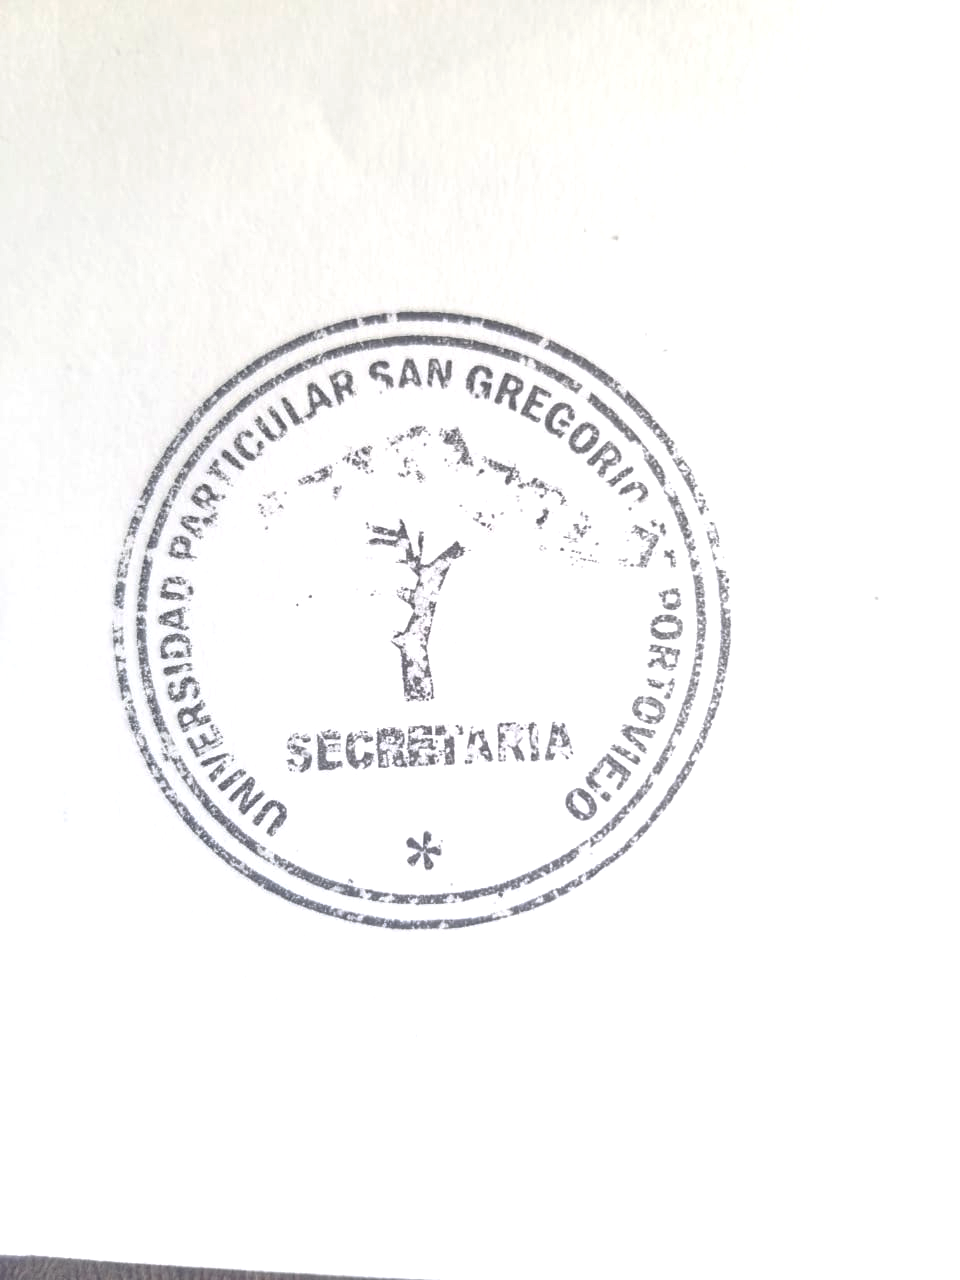 UNIVERSIDAD PARTICULAR SAN GREGORIO DE PORTOVIEJO
SECRETARIA
*